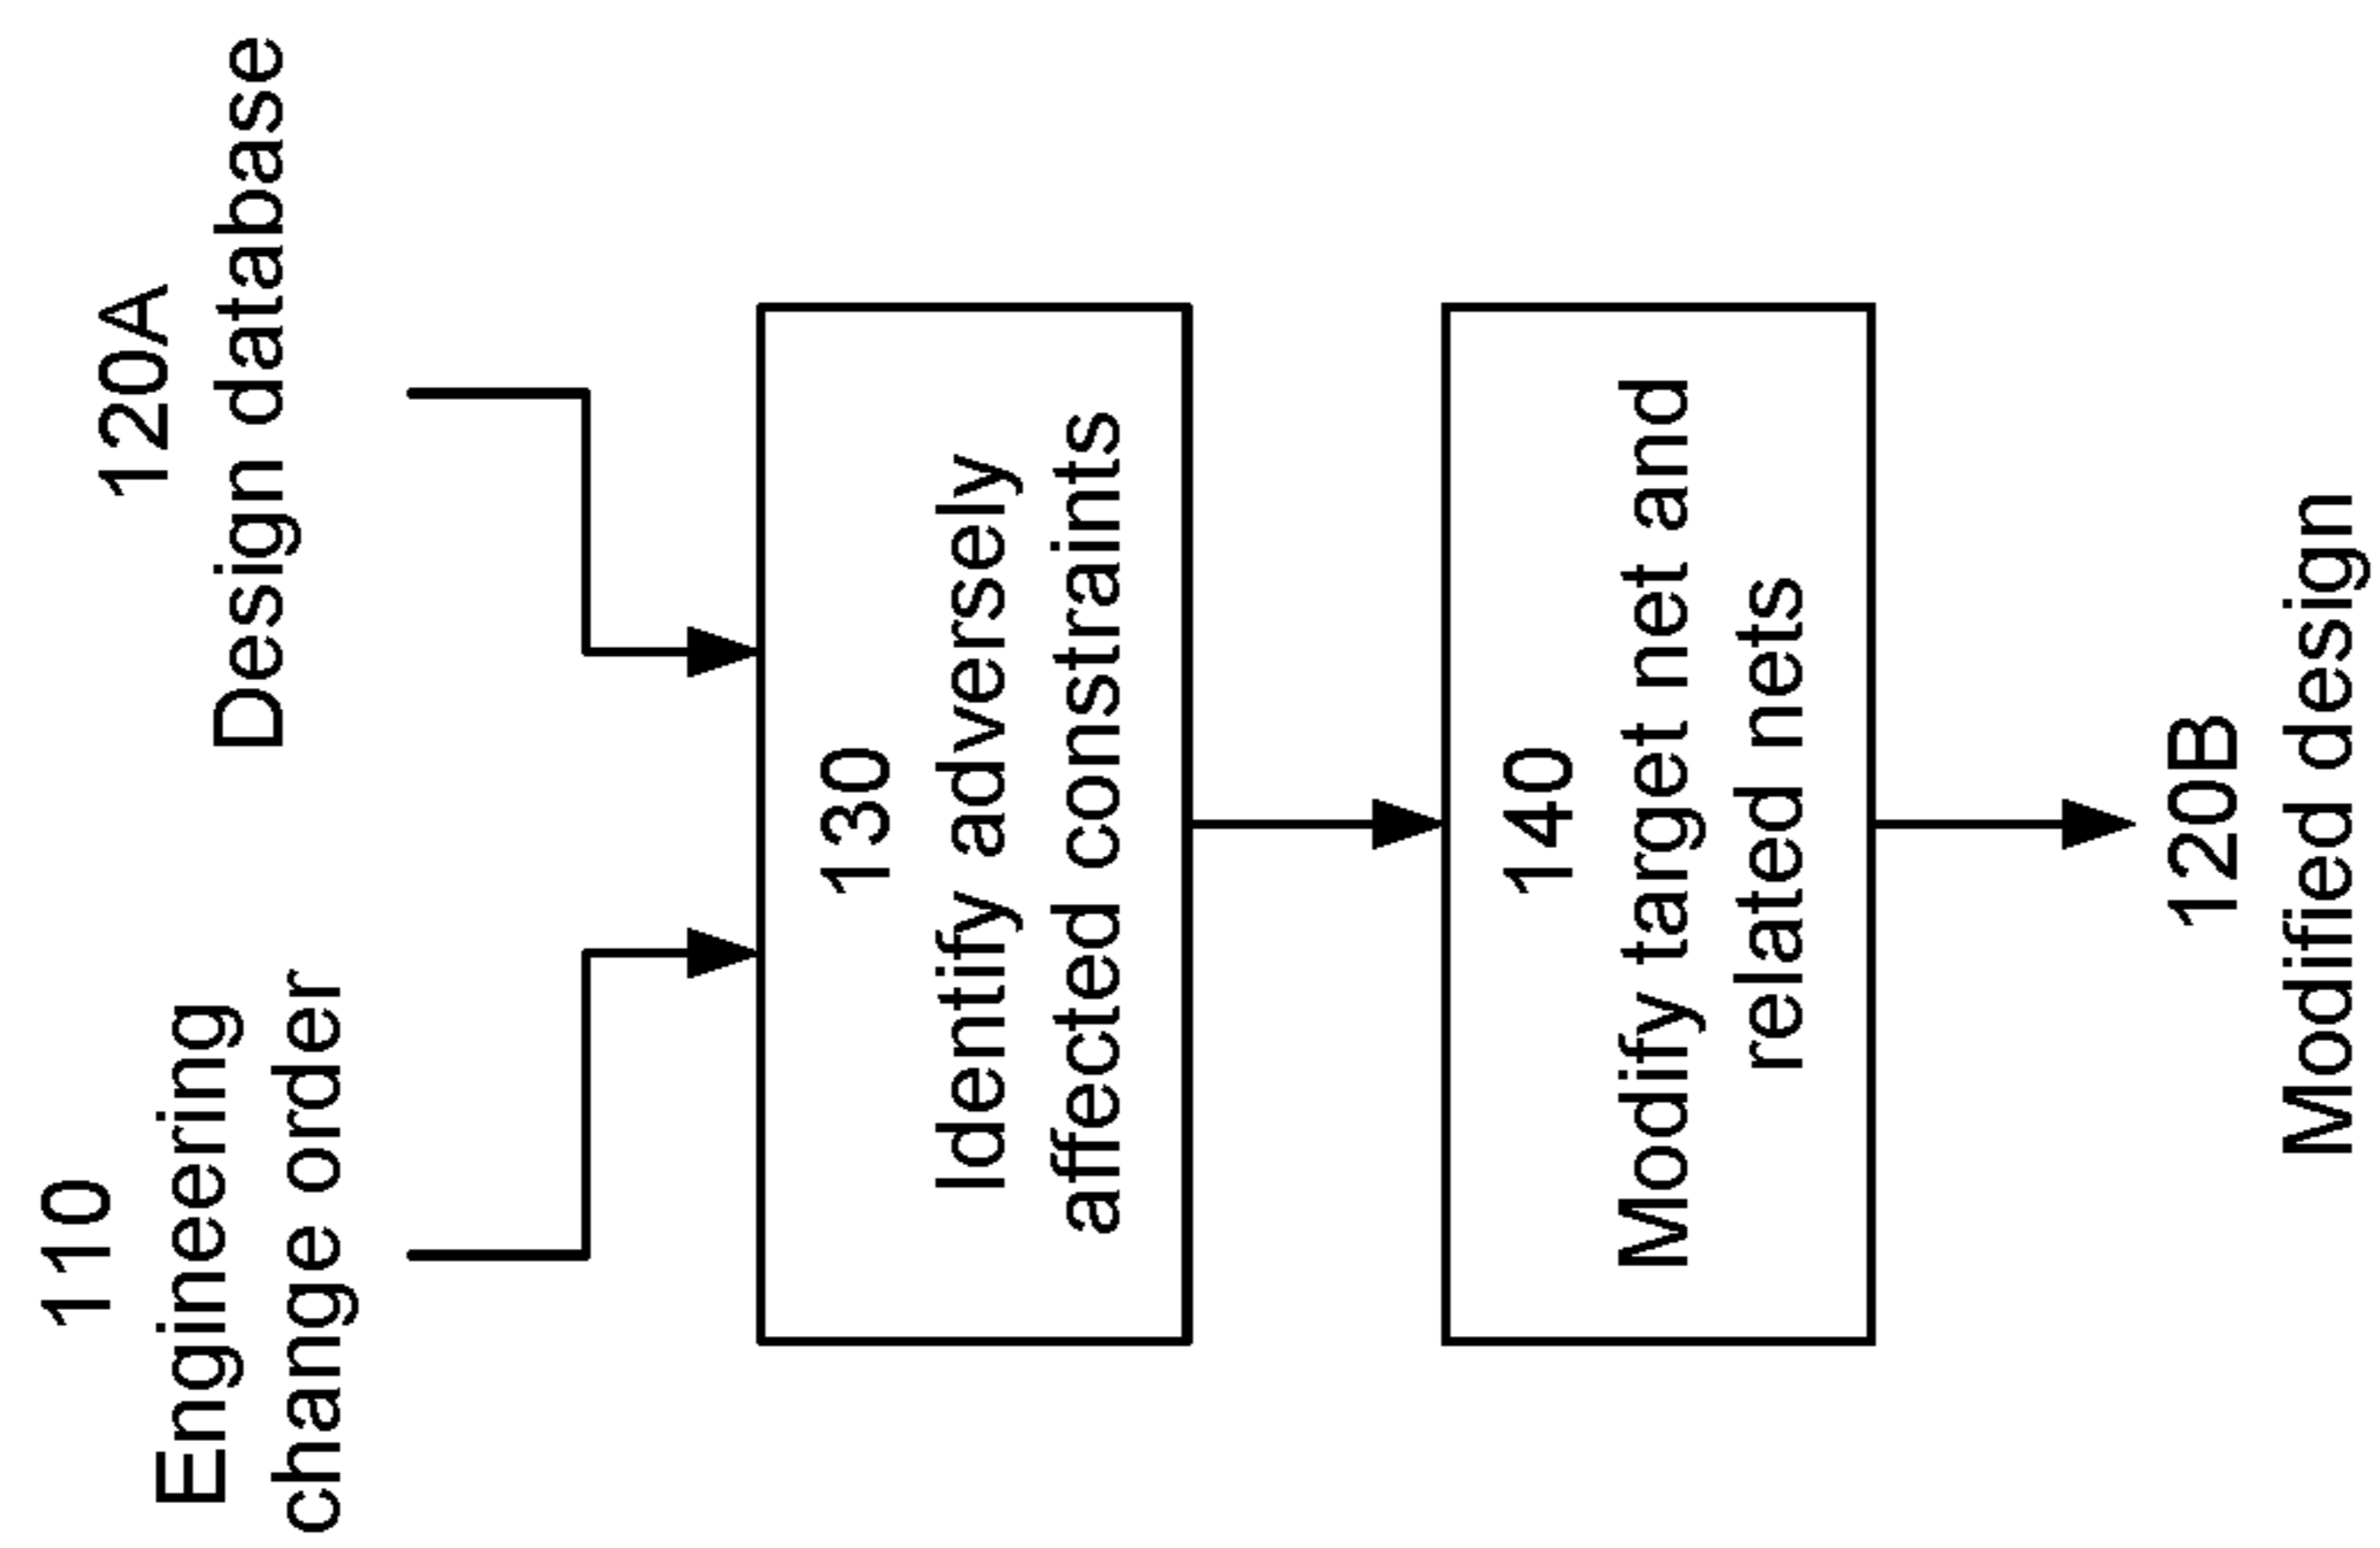 110
Engineering
change order
120A
Design database
130
Identify adversely
affected constraints
140
Modify target net and
related nets
120B
Modified design